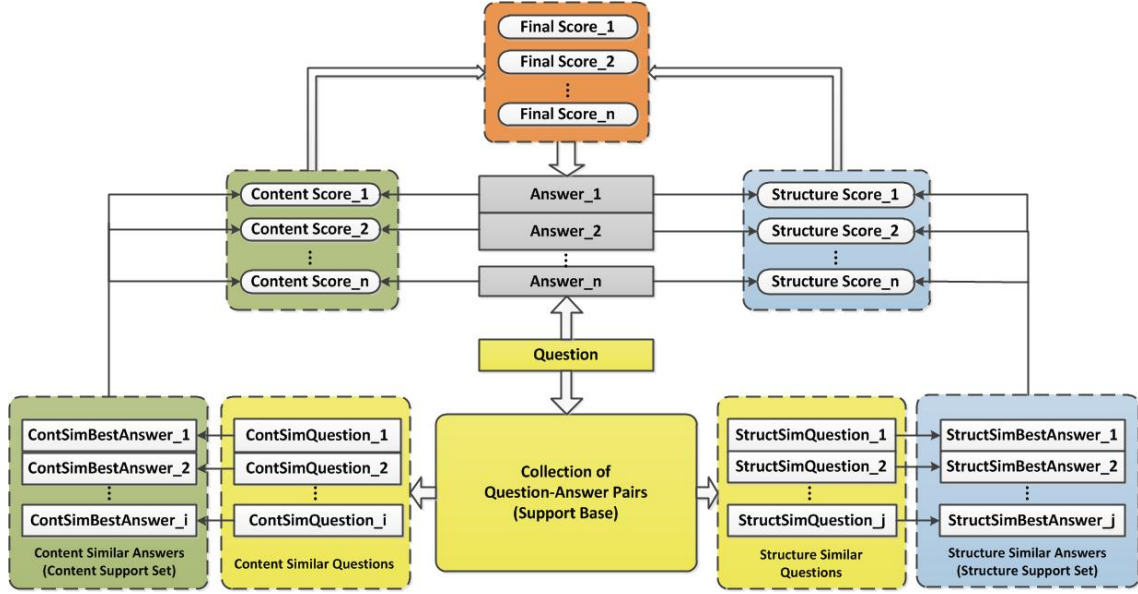 Final Score_1
Final Score_2
⋮
Final Score_n
Content Score_1
Content Score_2
⋮
Content Score_n
Answer_1
Answer_2
⋮
Answer_n
Structure Score_1
Structure Score_2
⋮
Structure Score_n
Question
ContSimBestAnswer_1
ContSimBestAnswer_2
⋮
ContSimBestAnswer_i
Content Similar Answers
(Content Support Set)
ContSimQuestion_1
ContSimQuestion_2
⋮
ContSimQuestion_i
Content Similar Questions
Collection of
Question-Answer Pairs
(Support Base)
StructSimQuestion_1
StructSimQuestion_2
⋮
StructSimQuestion_j
Structure Similar
Questions
StructSimBestAnswer_1
StructSimBestAnswer_2
⋮
StructSimBestAnswer_j
Structure Similar Answers
(Structure Support Set)